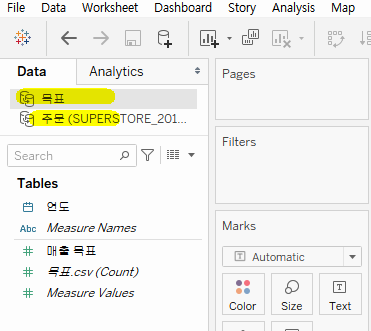 File Data Worksheet Dashboard Story Analysis Map
Data Analytics
Pages
목표
주문 (SUPERSTORE_201...
Filters
Search
Tables
연도
Abc Measure Names
Marks
매출 목표
Automatic
목표.csv (Count)
Measure Values
Color Size Text